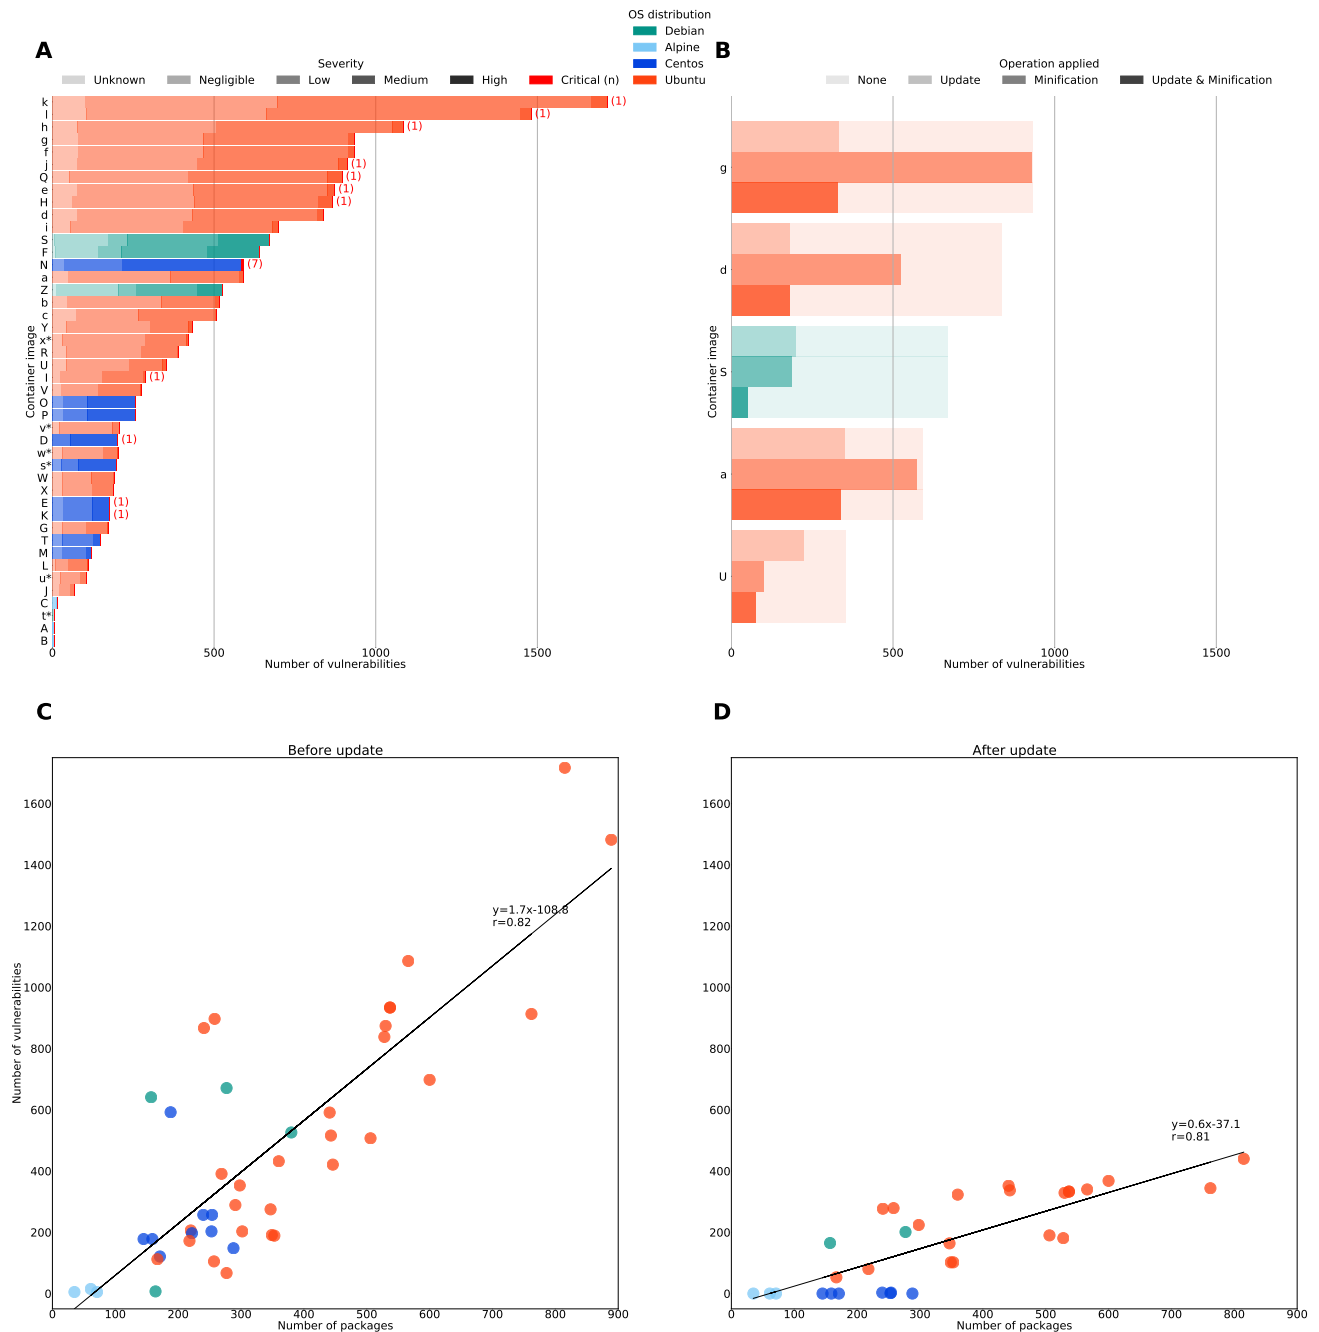 OS distribution
Debian
Alpine
Centos
Ubuntu
A
Severity
Unknown Negligible Low Medium High Critical (n)
k (1)
l (1)
h (1)
g
f
j (1)
Q (1)
e (1)
H (1)
d
i
S
F
N (7)
a
Z
b
c
Y
x*
R
U
I (1)
V
O
P
v*
D (1)
w*
s*
W
X
E (1)
K (1)
G
T
M
L
u*
J
C
t*
A
B
Container image
0 500 1000 1500
Number of vulnerabilities
B
Operation applied
None Update Minification Update & Minification
g
d
S
a
U
Container image
0 500 1000 1500
Number of vulnerabilities
C
Before update
1600
1400
1200
1000
800
600
400
200
0
Number of vulnerabilities
y=1.7x-108.8
r=0.82
0 100 200 300 400 500 600 700 800 900
Number of packages
D
After update
1600
1400
1200
1000
800
600
400
200
0
y=0.6x-37.1
r=0.81
0 100 200 300 400 500 600 700 800 900
Number of packages